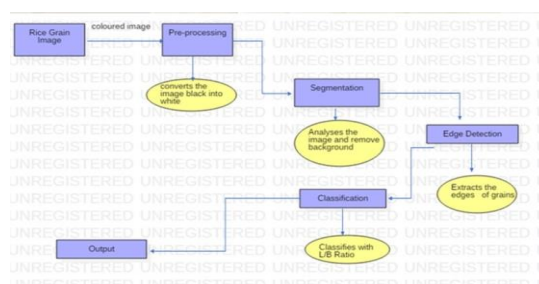 coloured image
Rice Grain
Image
Pre-processing
converts the
image black into
white
Segmentation
Analyses the
image and remove
background
Edge Detection
Extracts the
edges of grains
Classification
Classifies with
L/B Ratio
Output
UNREGISTERED UNREGISTERED UNREGISTERED UNREGISTERED